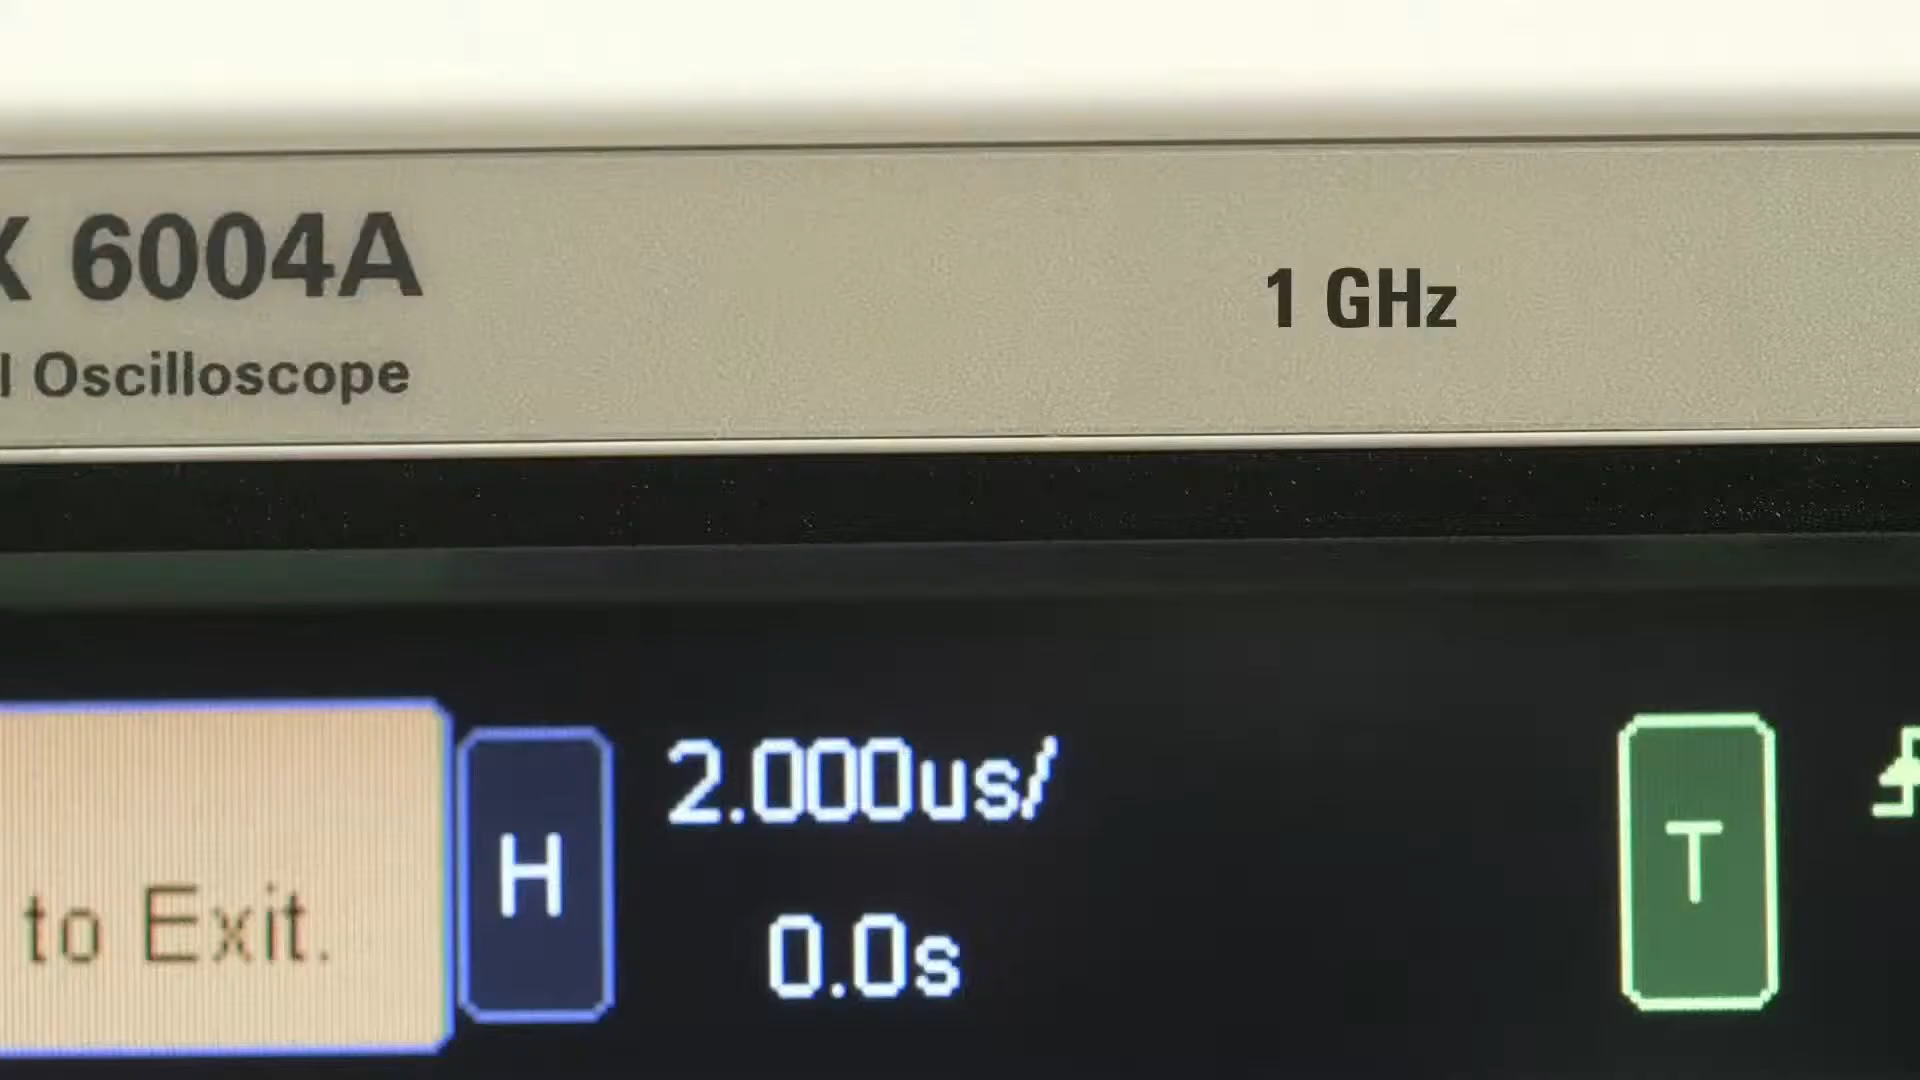 X 6004A
l Oscilloscope
1 GHz
to Exit.
H
2.000us/
0.0s
T